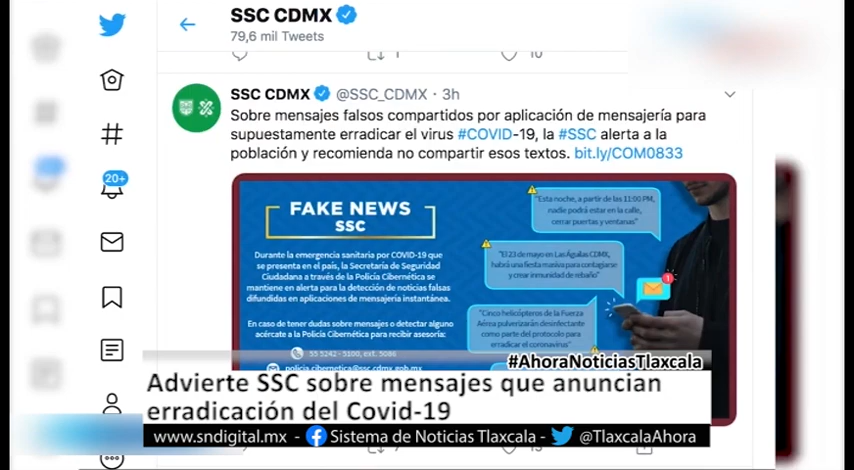 SSC CDMX
79,6 mil Tweets
SSC CDMX @SSC_CDMX · 3h
Sobre mensajes falsos compartidos por aplicación de mensajería para
supuestamente erradicar el virus #COVID-19, la #SSC alerta a la
población y recomienda no compartir esos textos. bit.ly/COM0833
20+
FAKE NEWS
SSC
Durante la emergencia sanitaria por COVID-19 que
se presenta en el país, la Secretaría de Seguridad
Ciudadana a través de la Policía Cibernética se
mantiene en alerta para la detección de noticias falsas
difundidas en aplicaciones de mensajería instantánea.
En caso de tener dudas sobre mensajes o detectar alguno
acércate a la Policía Cibernética para recibir asesoría:
55 5242 - 5100, ext. 5086
policia.cibernetica@ssc.cdmx.gob.mx
"Esta noche, a partir de las 11:00 PM,
nadie podrá estar en la calle,
cerrar puertas y ventanas"
"El 23 de mayo en Las Águilas CDMX,
habrá una fiesta masiva para contagiarse
y crear inmunidad de rebaño"
1
"Cinco helicópteros de la Fuerza
Aérea pulverizarán desinfectante
como parte del protocolo para
erradicar el coronavirus"
#AhoraNoticiasTlaxcala
Advierte SSC sobre mensajes que anuncian
erradicación del Covid-19
www.sndigital.mx - Sistema de Noticias Tlaxcala - @TlaxcalaAhora